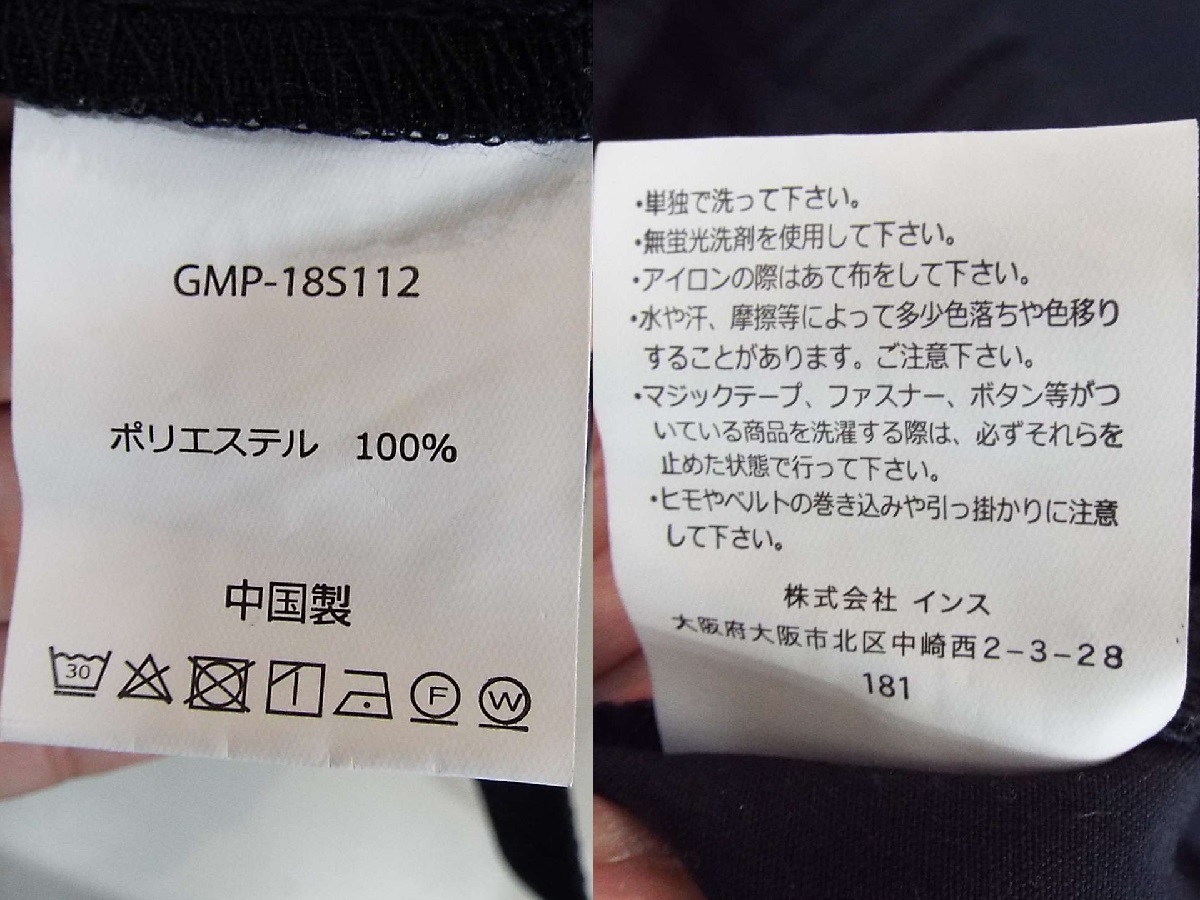 GMP-18S112
ポリエステル 100%
中国製
30
F
W
・単独で洗って下さい。
・無蛍光洗剤を使用して下さい。
・アイロンの際はあて布をして下さい。
・水や汗、摩擦等によって多少色落ちや色移り
することがあります。ご注意下さい。
・マジックテープ、ファスナー、ボタン等がつ
いている商品を洗濯する際は、必ずそれらを
止めた状態で行って下さい。
・ヒモやベルトの巻き込みや引っ掛かりに注意
して下さい。
株式会社 インス
大阪府大阪市北区中崎西2-3-28
181